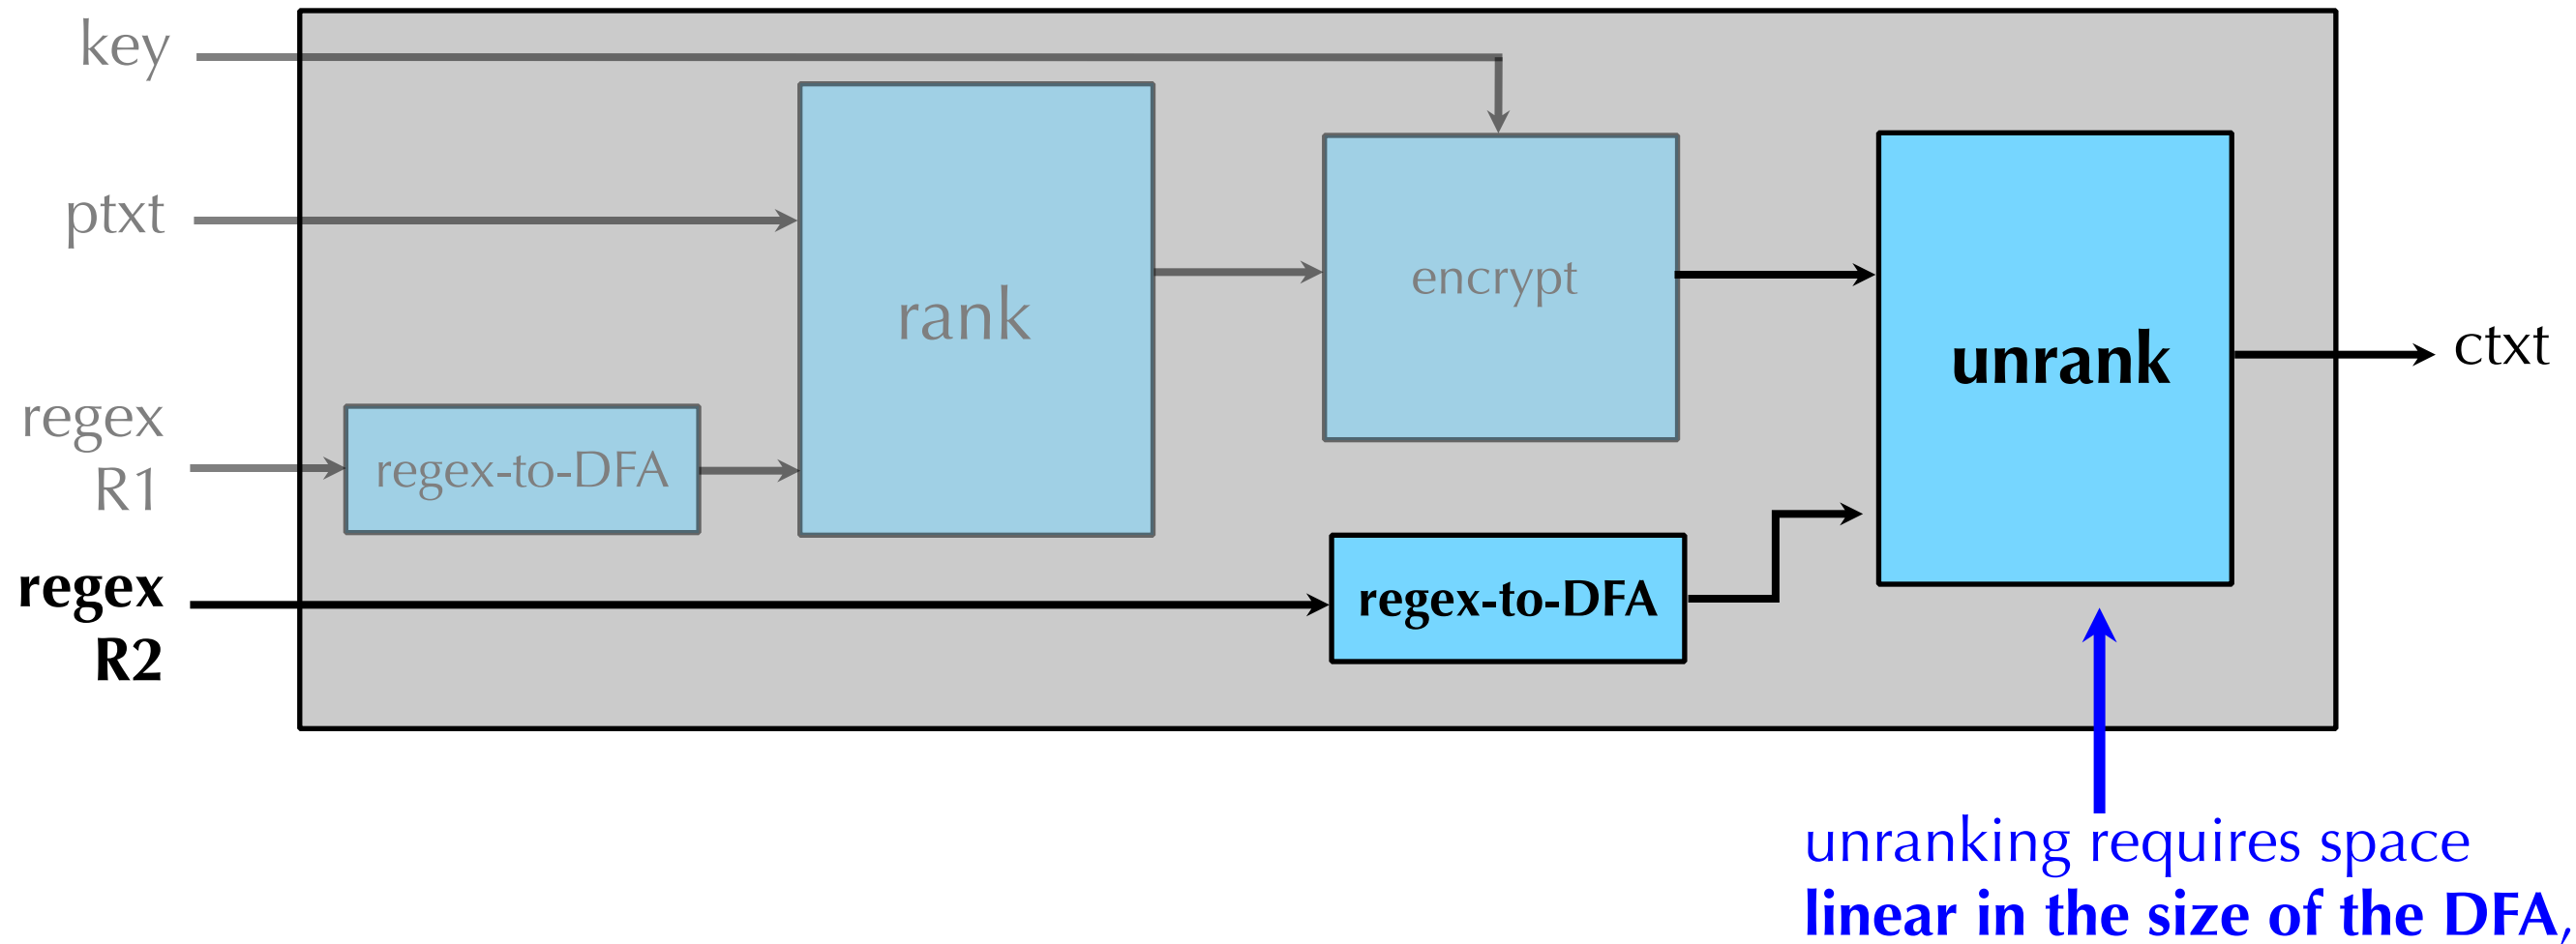 key
ptxt
rank
encrypt
unrank
ctxt
regex
R1
regex-to-DFA
regex
R2
regex-to-DFA
unranking requires space
linear in the size of the DFA,